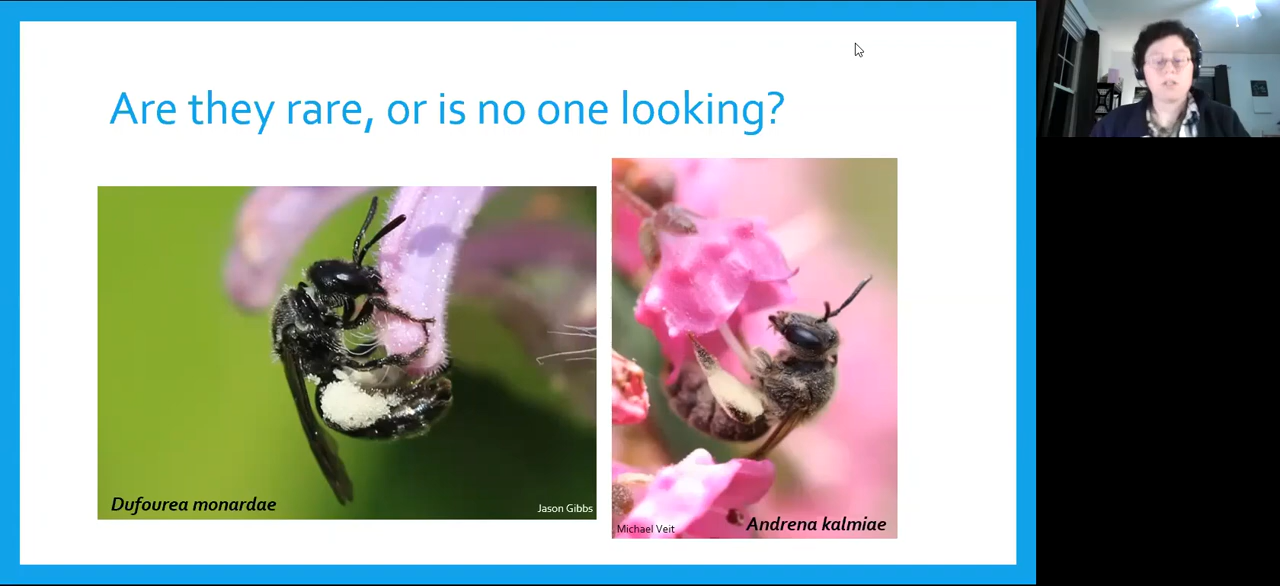 Are they rare, or is no one looking?
Dufourea monardae
Jason Gibbs
Michael Veit
Andrena kalmiae